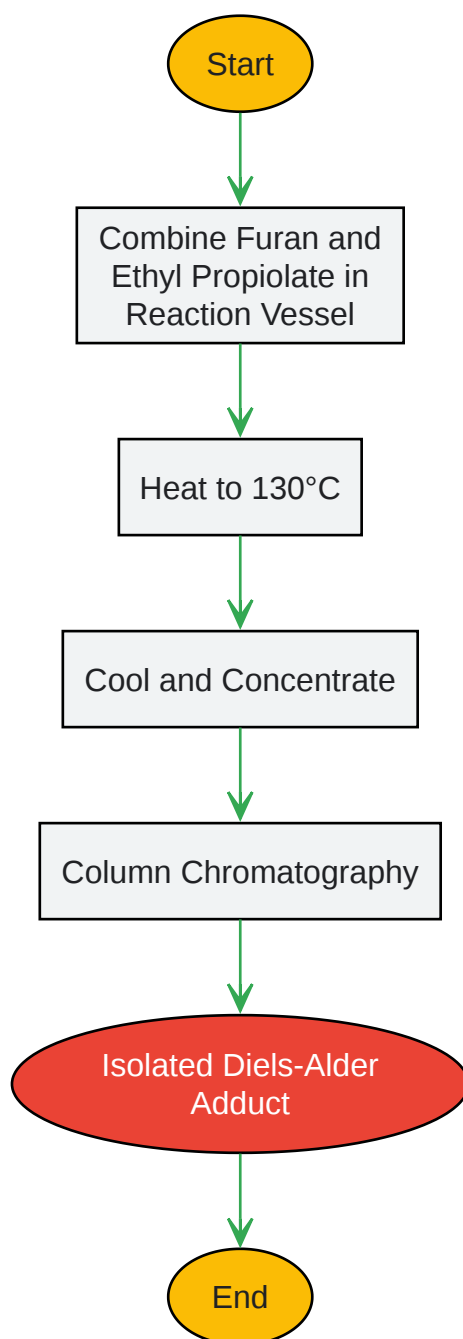 Start
Combine Furan and
Ethyl Propiolate in
Reaction Vessel
Heat to 130°C
Cool and Concentrate
Column Chromatography
Isolated Diels-Alder
Adduct
End